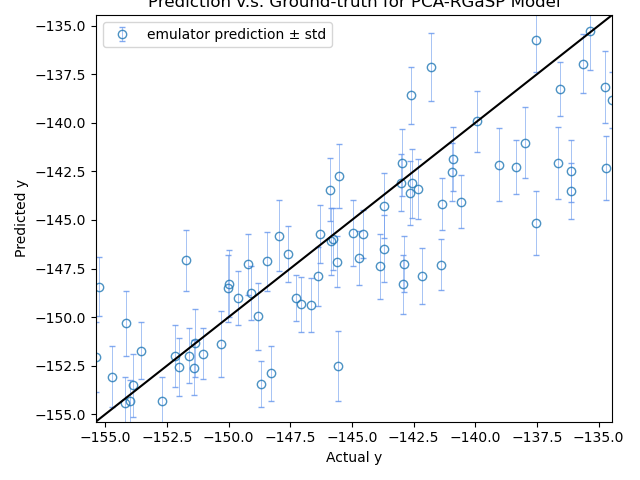 Prediction v.s. Ground-truth for PCA-RGaSP Model
emulator prediction ± std
−135.0
−137.5
−140.0
−142.5
−145.0
−147.5
−150.0
−152.5
−155.0
Predicted y
−155.0 −152.5 −150.0 −147.5 −145.0 −142.5 −140.0 −137.5 −135.0
Actual y